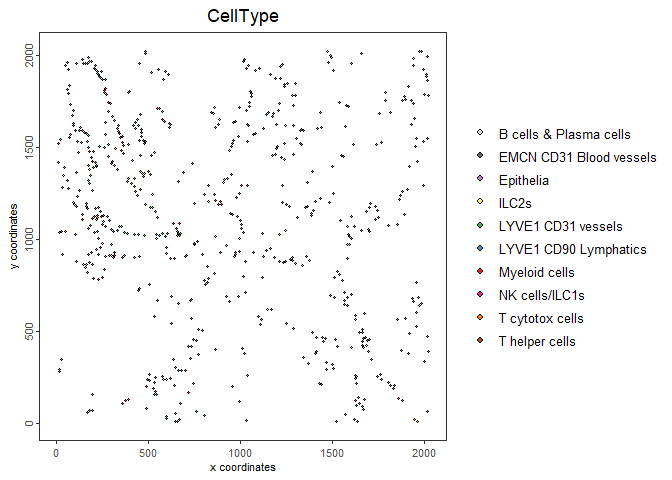 CellType
2000
1500
1000
500
0
y coordinates
0
500
1000
1500
2000
x coordinates
B cells & Plasma cells
EMCN CD31 Blood vessels
Epithelia
ILC2s
LYVE1 CD31 vessels
LYVE1 CD90 Lymphatics
Myeloid cells
NK cells/ILC1s
T cytotox cells
T helper cells